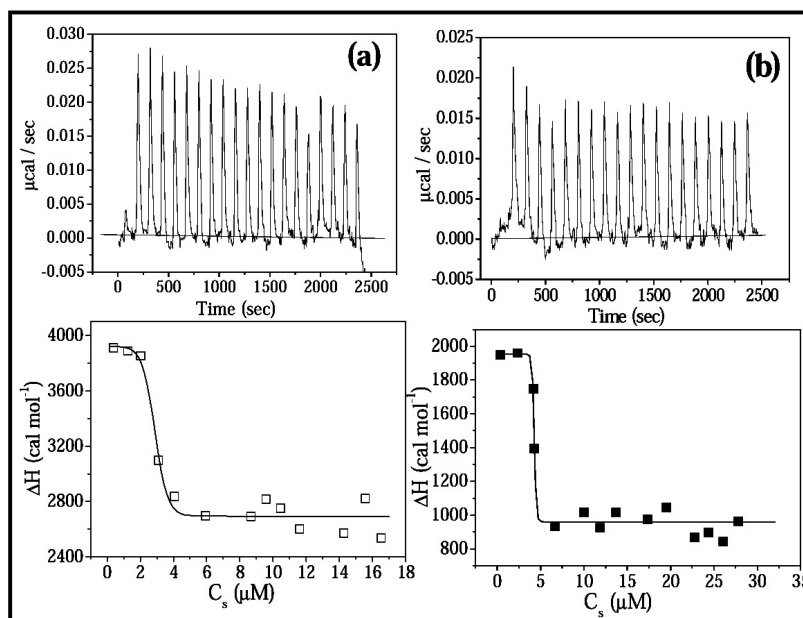 (a)
0.030
0.025
0.020
0.015
0.010
0.005
0.000
-0.005
μcal / sec
0 500 1000 1500 2000 2500
Time (sec)
(b)
0.025
0.020
0.015
0.010
0.005
0.000
-0.005
μcal / sec
0 500 1000 1500 2000 2500
Time (sec)
4000
3600
3200
2800
2400
ΔH (cal mol⁻¹)
0 2 4 6 8 10 12 14 16 18
Cₛ (μM)
2000
1800
1600
1400
1200
1000
800
ΔH (cal mol⁻¹)
0 5 10 15 20 25 30 35
Cₛ (μM)